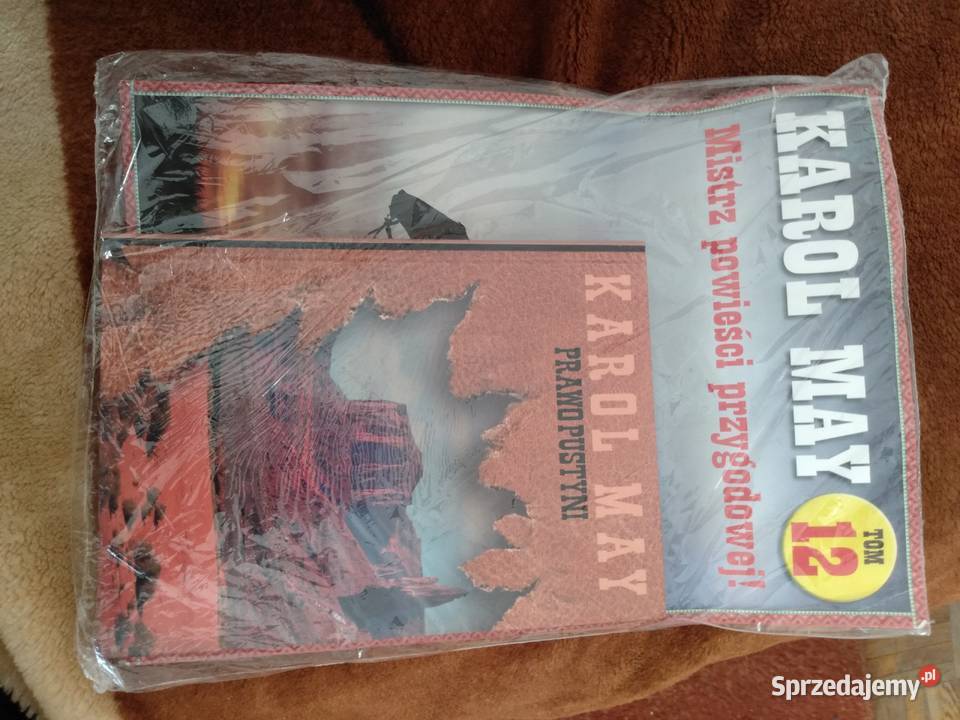 KAROL MAY
Mistrz powieści przygodowej!
TOM
12
KAROL MAY
PRAWO PUSTYNI
Sprzedajemy.pl